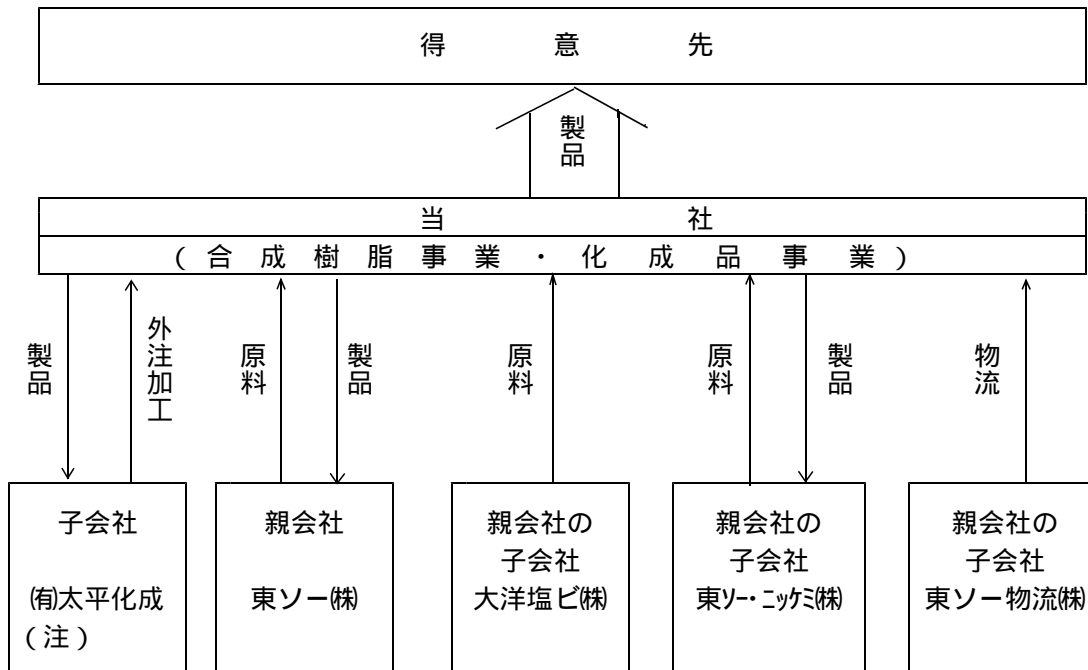 得意先
製品
当社
(合成樹脂事業・化成品事業)
製品
外注加工
原料
製品
原料
原料
製品
物流
子会社
㈲太平化成
(注)
親会社
東ソー㈱
親会社の
子会社
大洋塩ビ㈱
親会社の
子会社
東ソー・ニッケミ㈱
親会社の
子会社
東ソー物流㈱